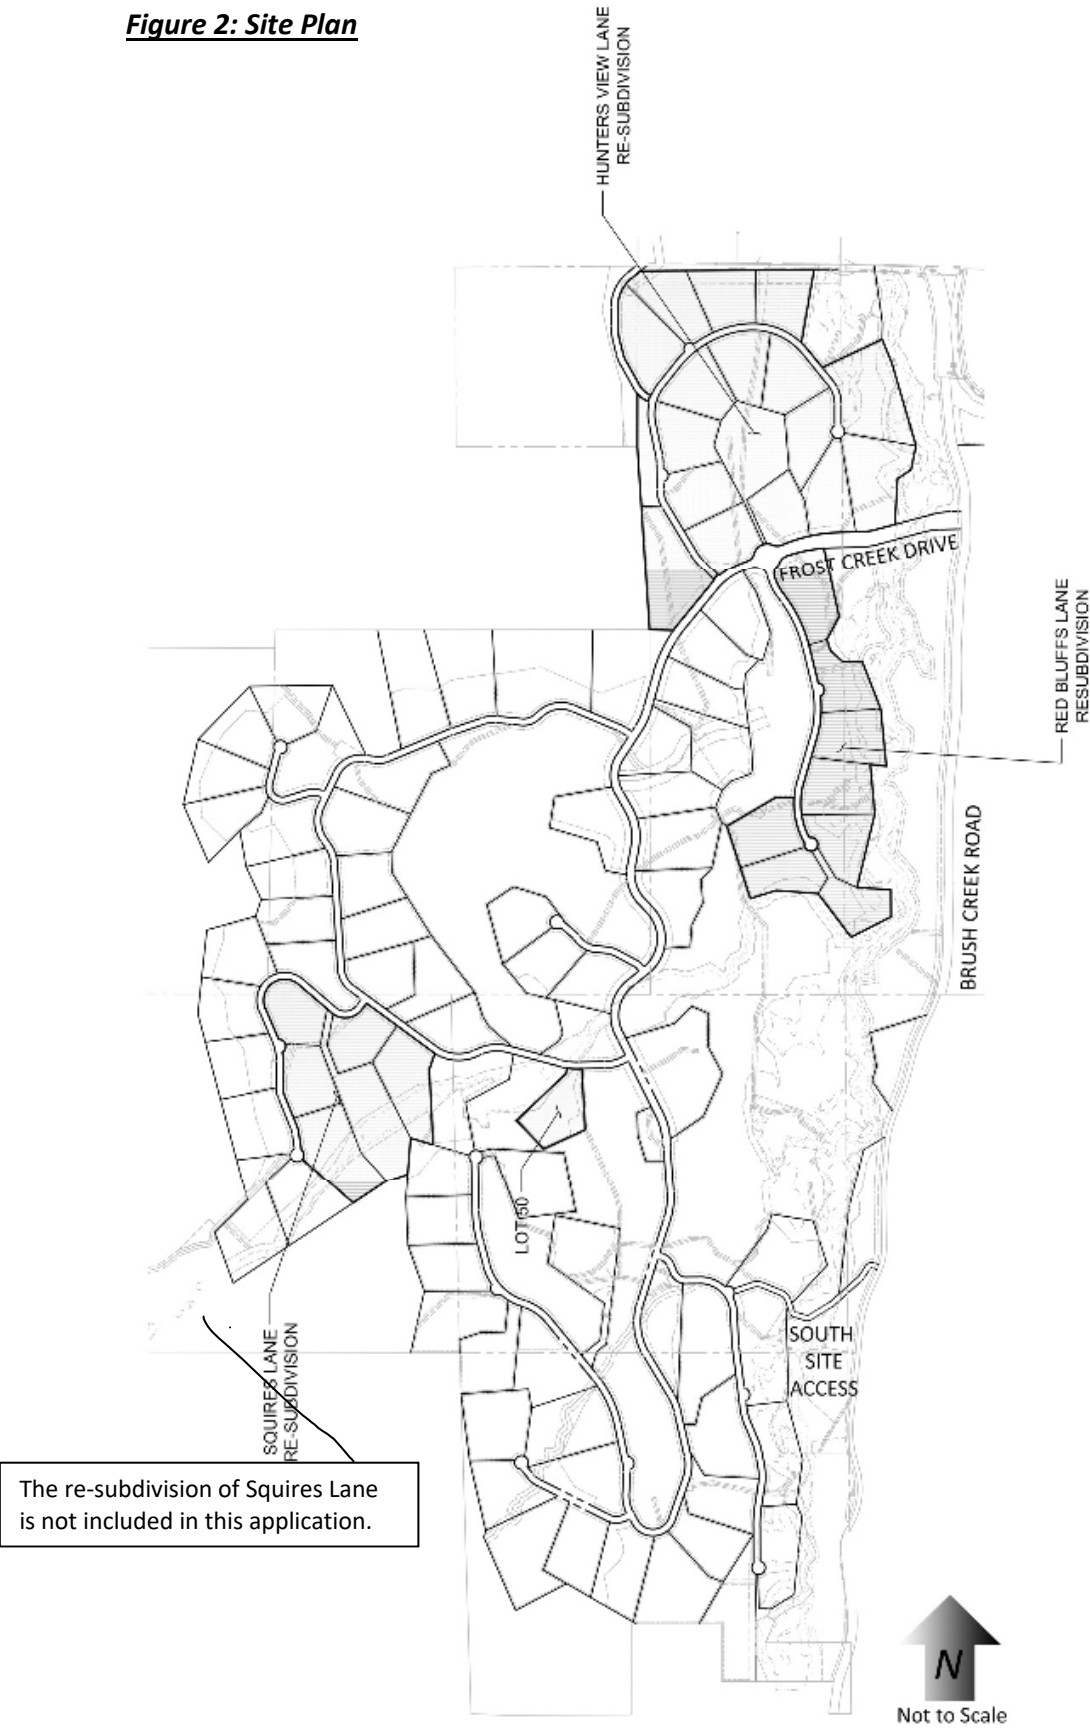 Figure 2: Site Plan
HUNTERS VIEW LANE
RE-SUBDIVISION
FROST CREEK DRIVE
RED BLUFFS LANE
RESUBDIVISION
BRUSH CREEK ROAD
LOT 50
SOUTH
SITE
ACCESS
SQUIRES LANE
RE-SUBDIVISION
The re-subdivision of Squires Lane
is not included in this application.
N
Not to Scale